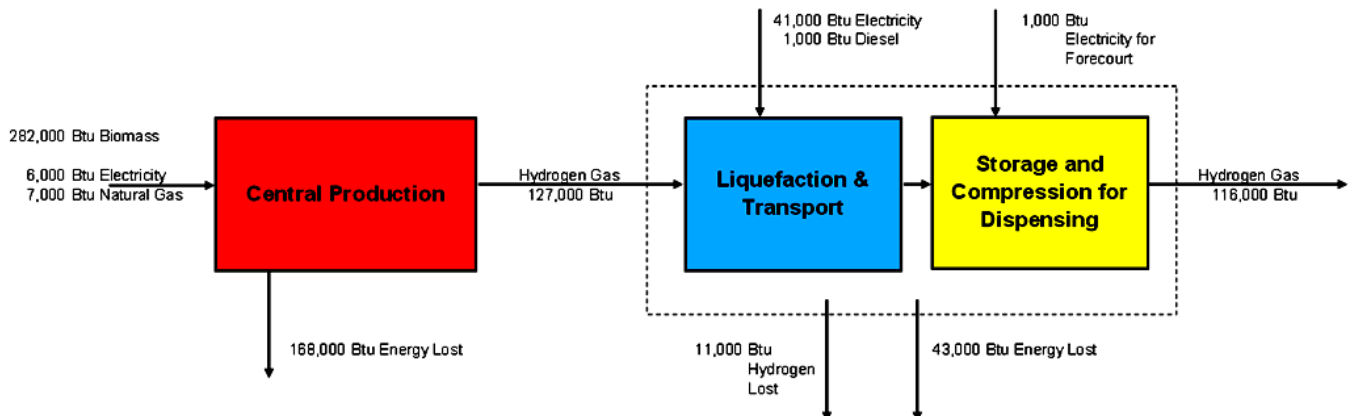 41,000 Btu Electricity
1,000 Btu Diesel
1,000 Btu
Electricity for
Forecourt
282,000 Btu Biomass
6,000 Btu Electricity
7,000 Btu Natural Gas
Central Production
Hydrogen Gas
127,000 Btu
Liquefaction &
Transport
Storage and
Compression for
Dispensing
Hydrogen Gas
116,000 Btu
168,000 Btu Energy Lost
11,000 Btu
Hydrogen
Lost
43,000 Btu Energy Lost